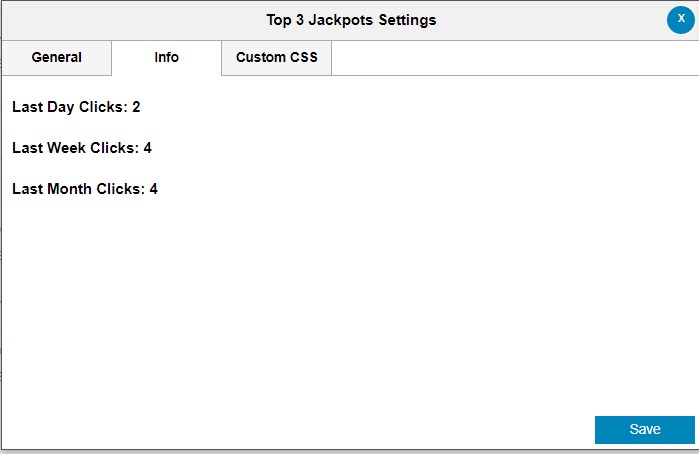 Top 3 Jackpots Settings
X
General
Info
Custom CSS
Last Day Clicks: 2
Last Week Clicks: 4
Last Month Clicks: 4
Save